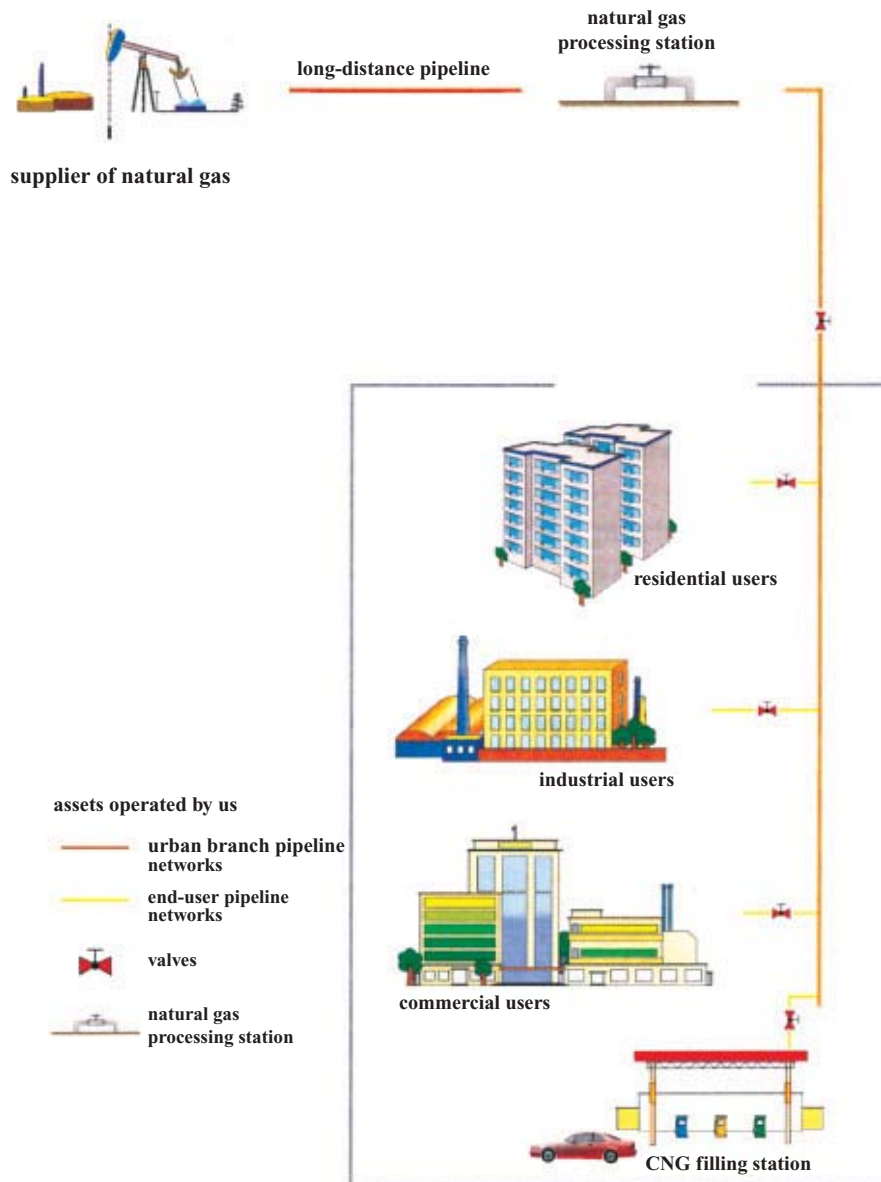 natural gas
processing station
long-distance pipeline
supplier of natural gas
residential users
industrial users
assets operated by us
urban branch pipeline
networks
end-user pipeline
networks
valves
commercial users
natural gas
processing station
CNG filling station